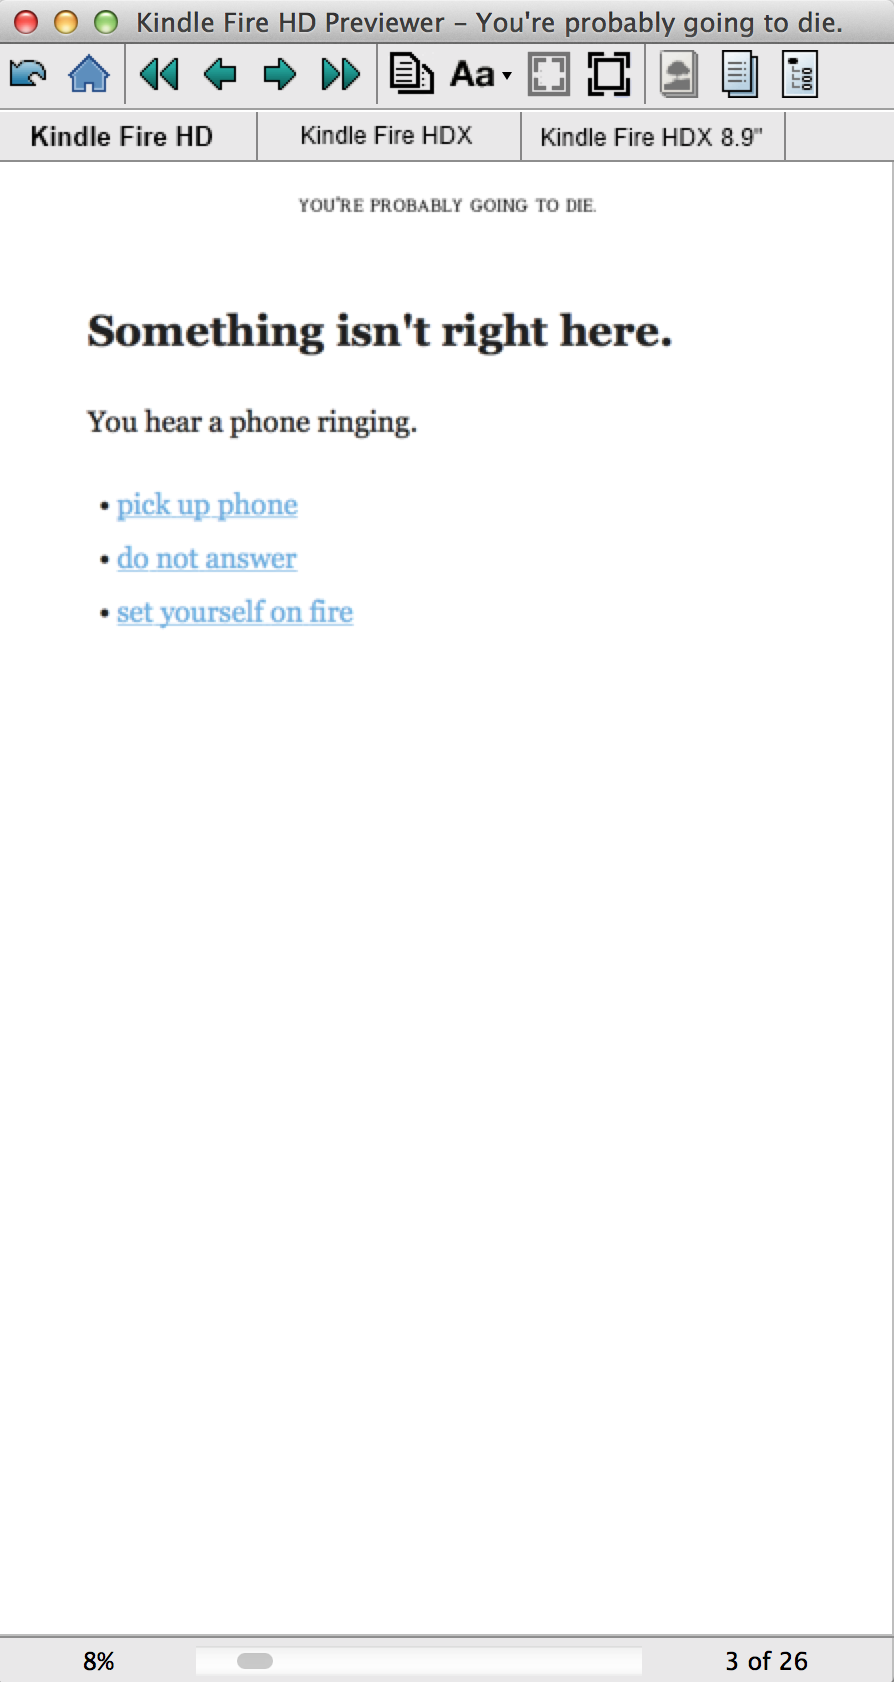 Kindle Fire HD Previewer – You're probably going to die.
Aa
Kindle Fire HD
Kindle Fire HDX
Kindle Fire HDX 8.9"
YOU'RE PROBABLY GOING TO DIE.
Something isn't right here.
You hear a phone ringing.
• pick up phone
• do not answer
• set yourself on fire
8%
3 of 26